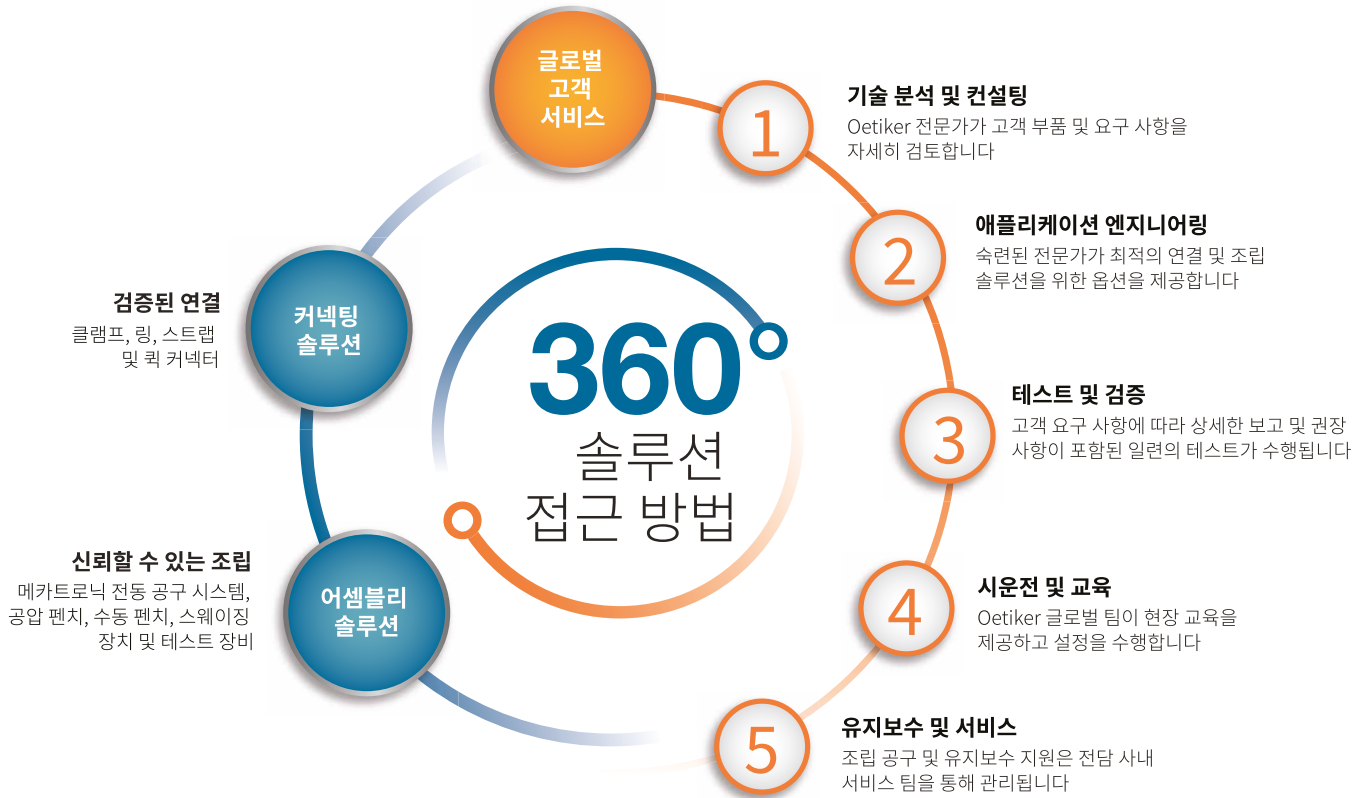 글로벌
고객
서비스
1
기술 분석 및 컨설팅
Oetiker 전문가가 고객 부품 및 요구 사항을
자세히 검토합니다
2
애플리케이션 엔지니어링
숙련된 전문가가 최적의 연결 및 조립
솔루션을 위한 옵션을 제공합니다
3
테스트 및 검증
고객 요구 사항에 따라 상세한 보고 및 권장
사항이 포함된 일련의 테스트가 수행됩니다
4
시운전 및 교육
Oetiker 글로벌 팀이 현장 교육을
제공하고 설정을 수행합니다
5
유지보수 및 서비스
조립 공구 및 유지보수 지원은 전담 사내
서비스 팀을 통해 관리됩니다
커넥팅
솔루션
검증된 연결
클램프, 링, 스트랩
및 퀵 커넥터
어셈블리
솔루션
신뢰할 수 있는 조립
메카트로닉 전동 공구 시스템,
공압 펜치, 수동 펜치, 스웨이징
장치 및 테스트 장비
360°
솔루션
접근 방법